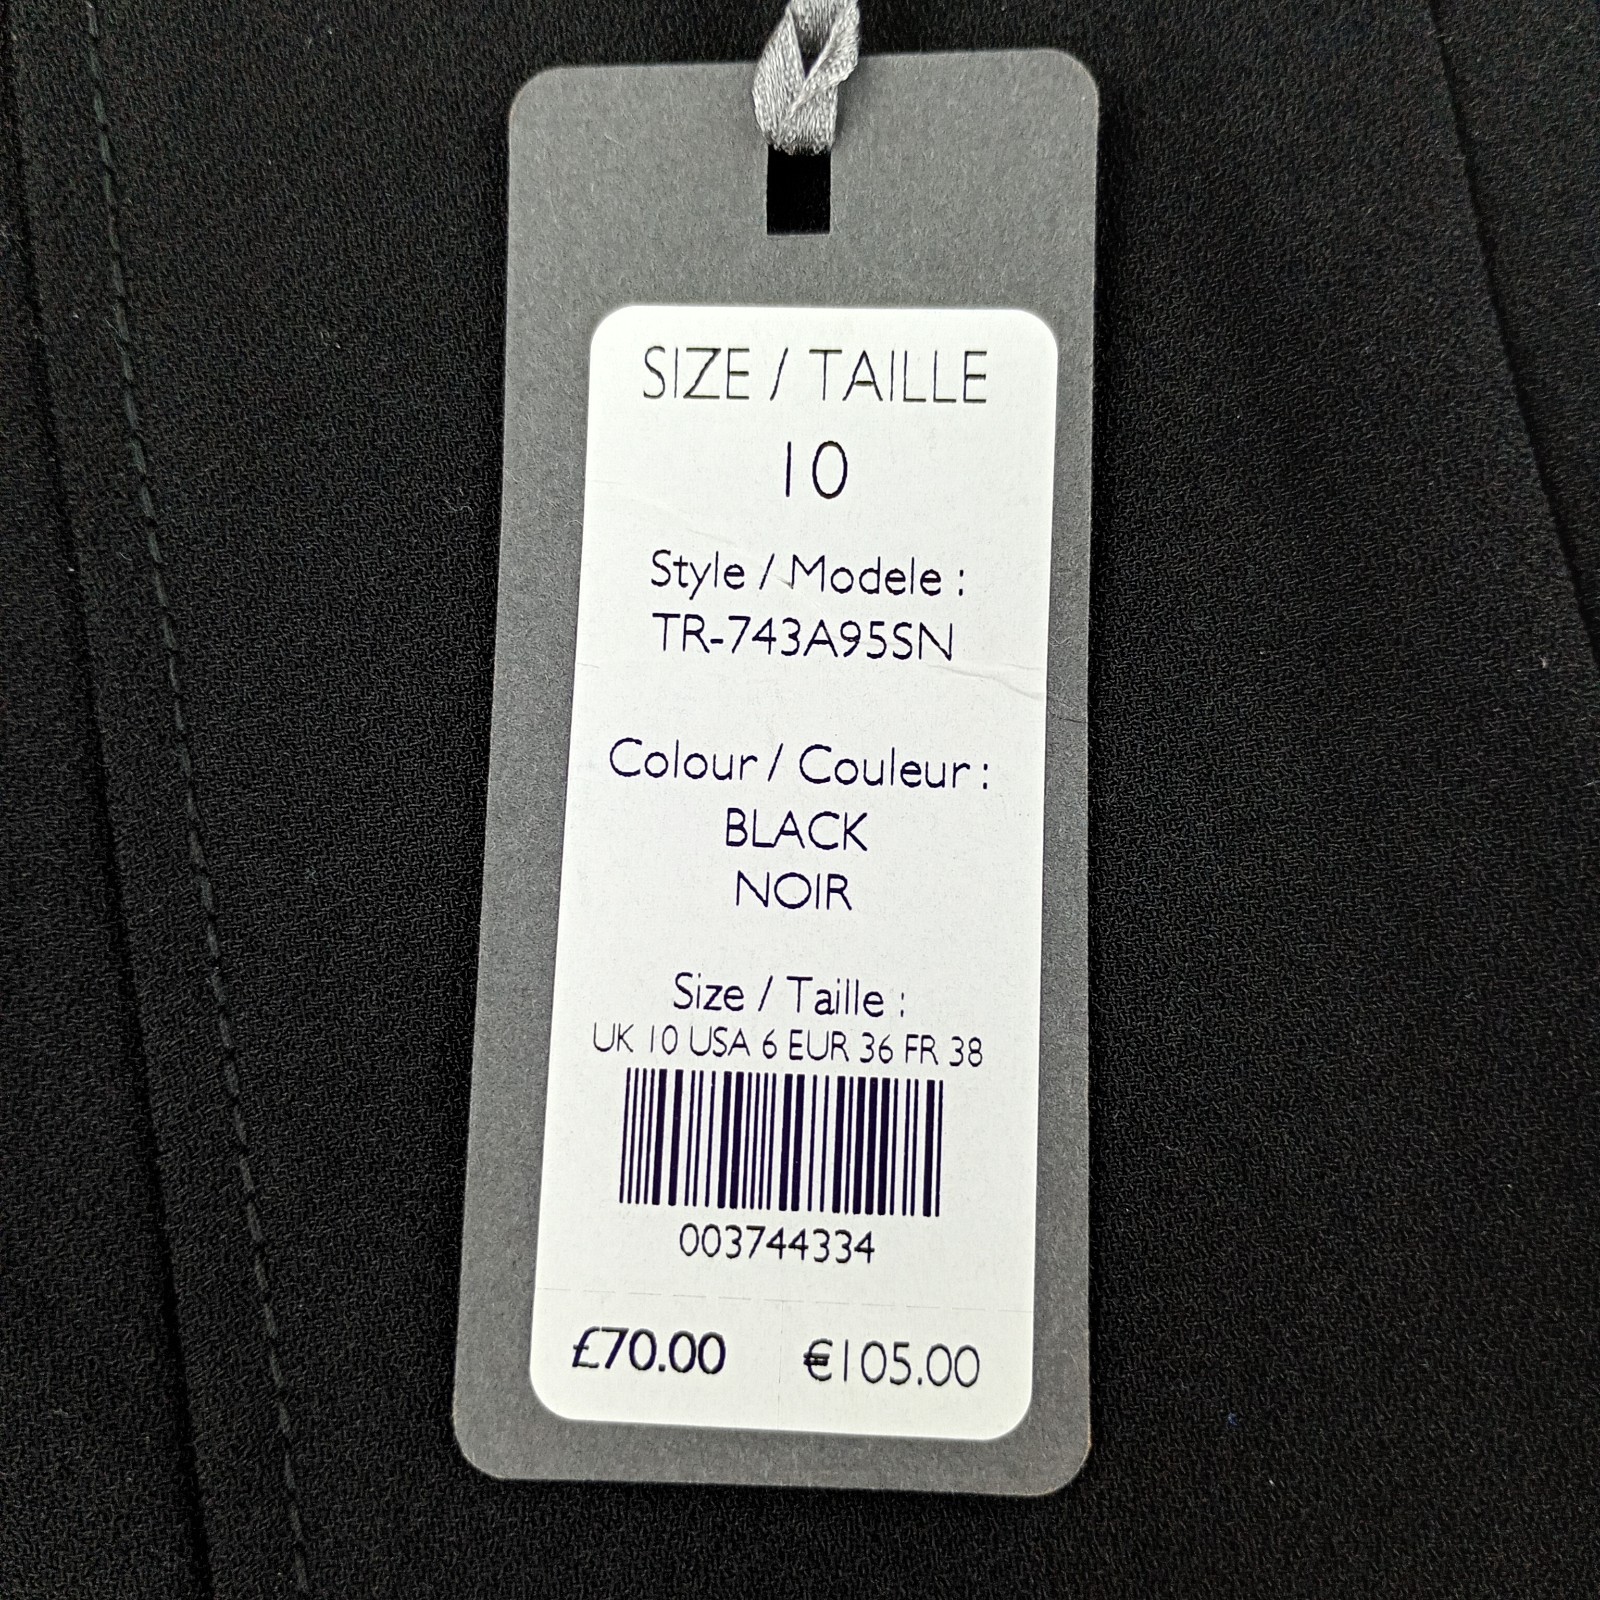 SIZE / TAILLE
10
Style / Modele :
TR-743A95SN
Colour / Couleur :
BLACK
NOIR
Size / Taille :
UK 10 USA 6 EUR 36 FR 38
003744334
£70.00 €105.00